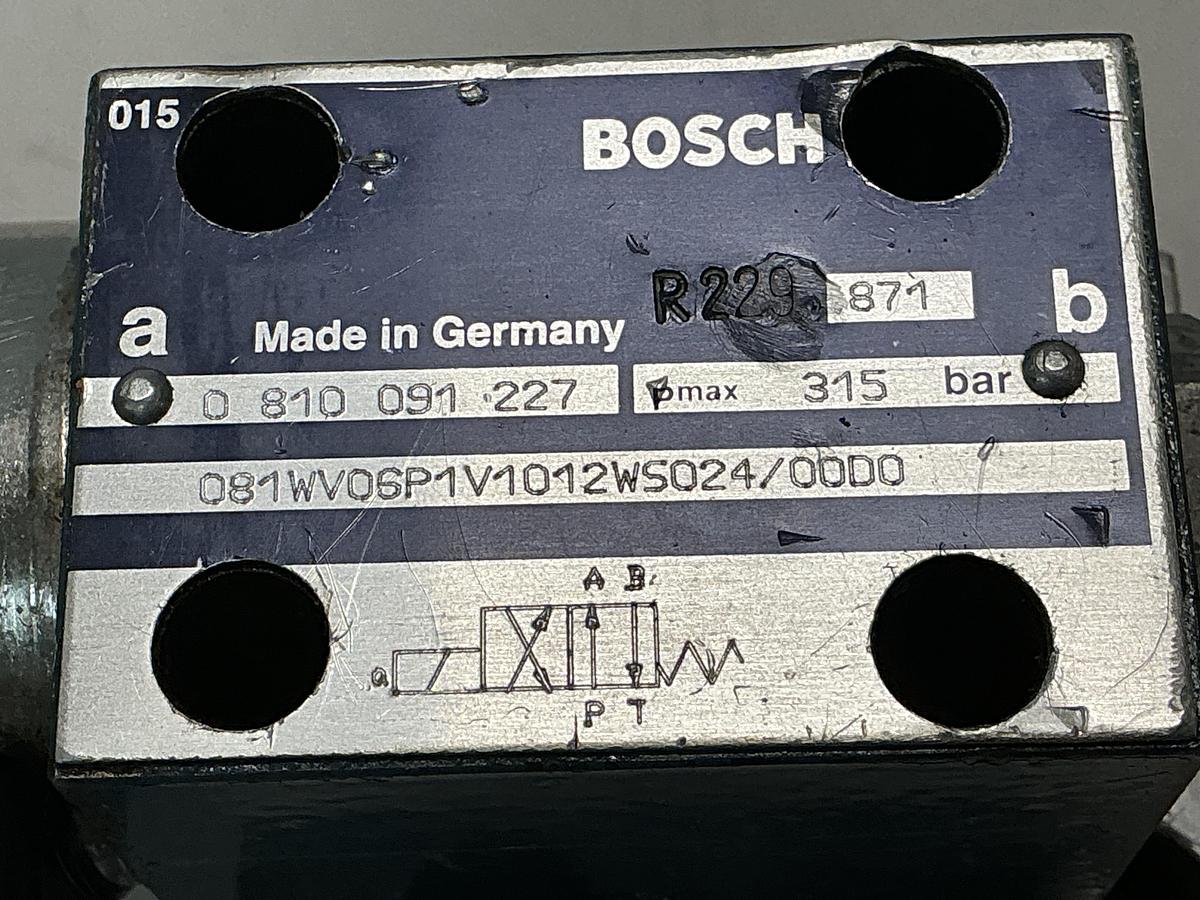 015
BOSCH
R229 871
a
b
Made in Germany
0 810 091 227
pmax 315 bar
081WV06P1V1012WS024/00D0
A B
a
P T